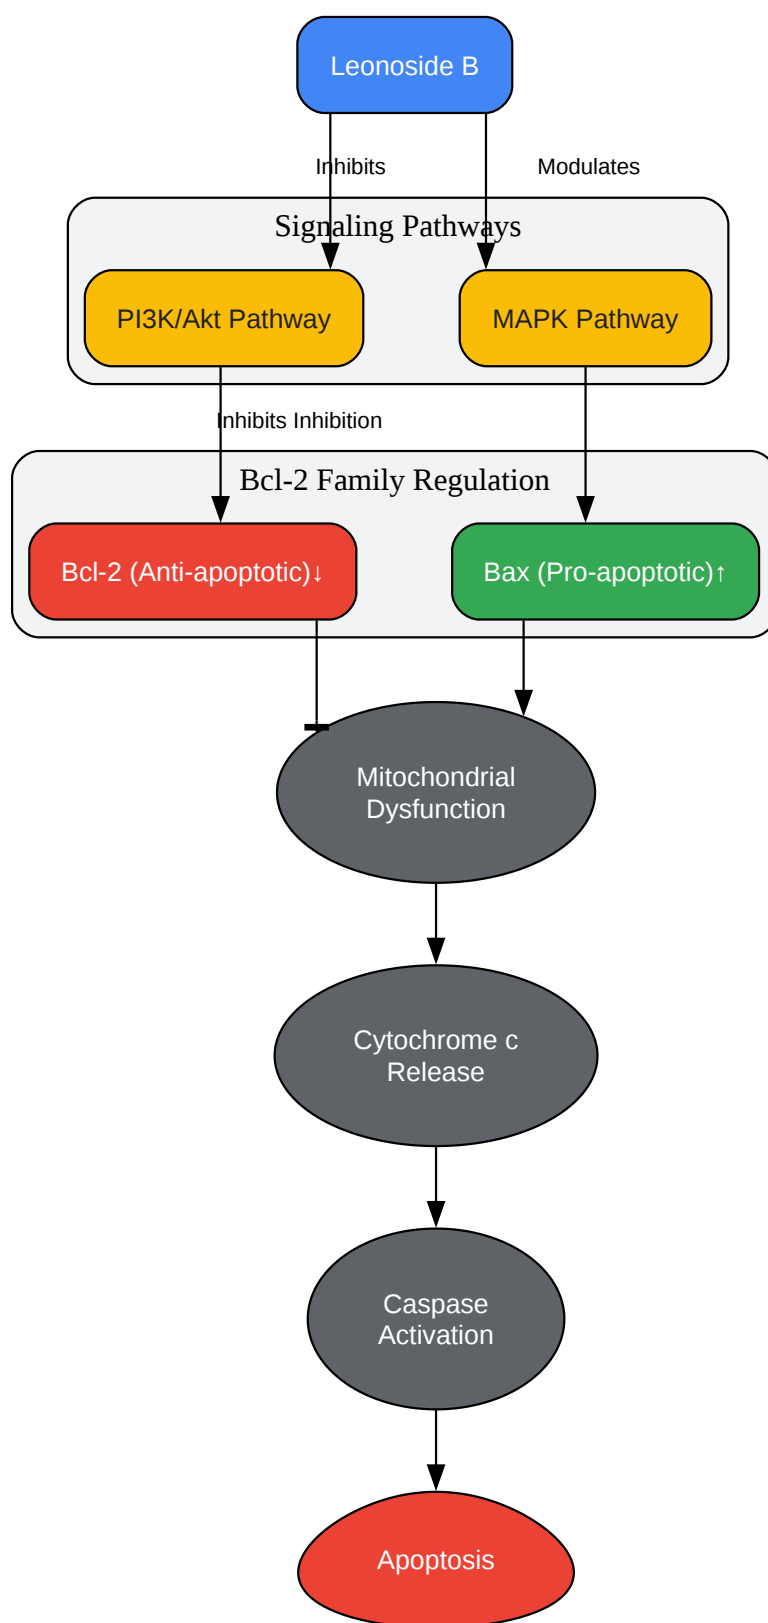 Leonoside B
Inhibits
Modulates
Signaling Pathways
PI3K/Akt Pathway
MAPK Pathway
Inhibits Inhibition
Bcl-2 Family Regulation
Bcl-2 (Anti-apoptotic)↓
Bax (Pro-apoptotic)↑
Mitochondrial
Dysfunction
Cytochrome c
Release
Caspase
Activation
Apoptosis